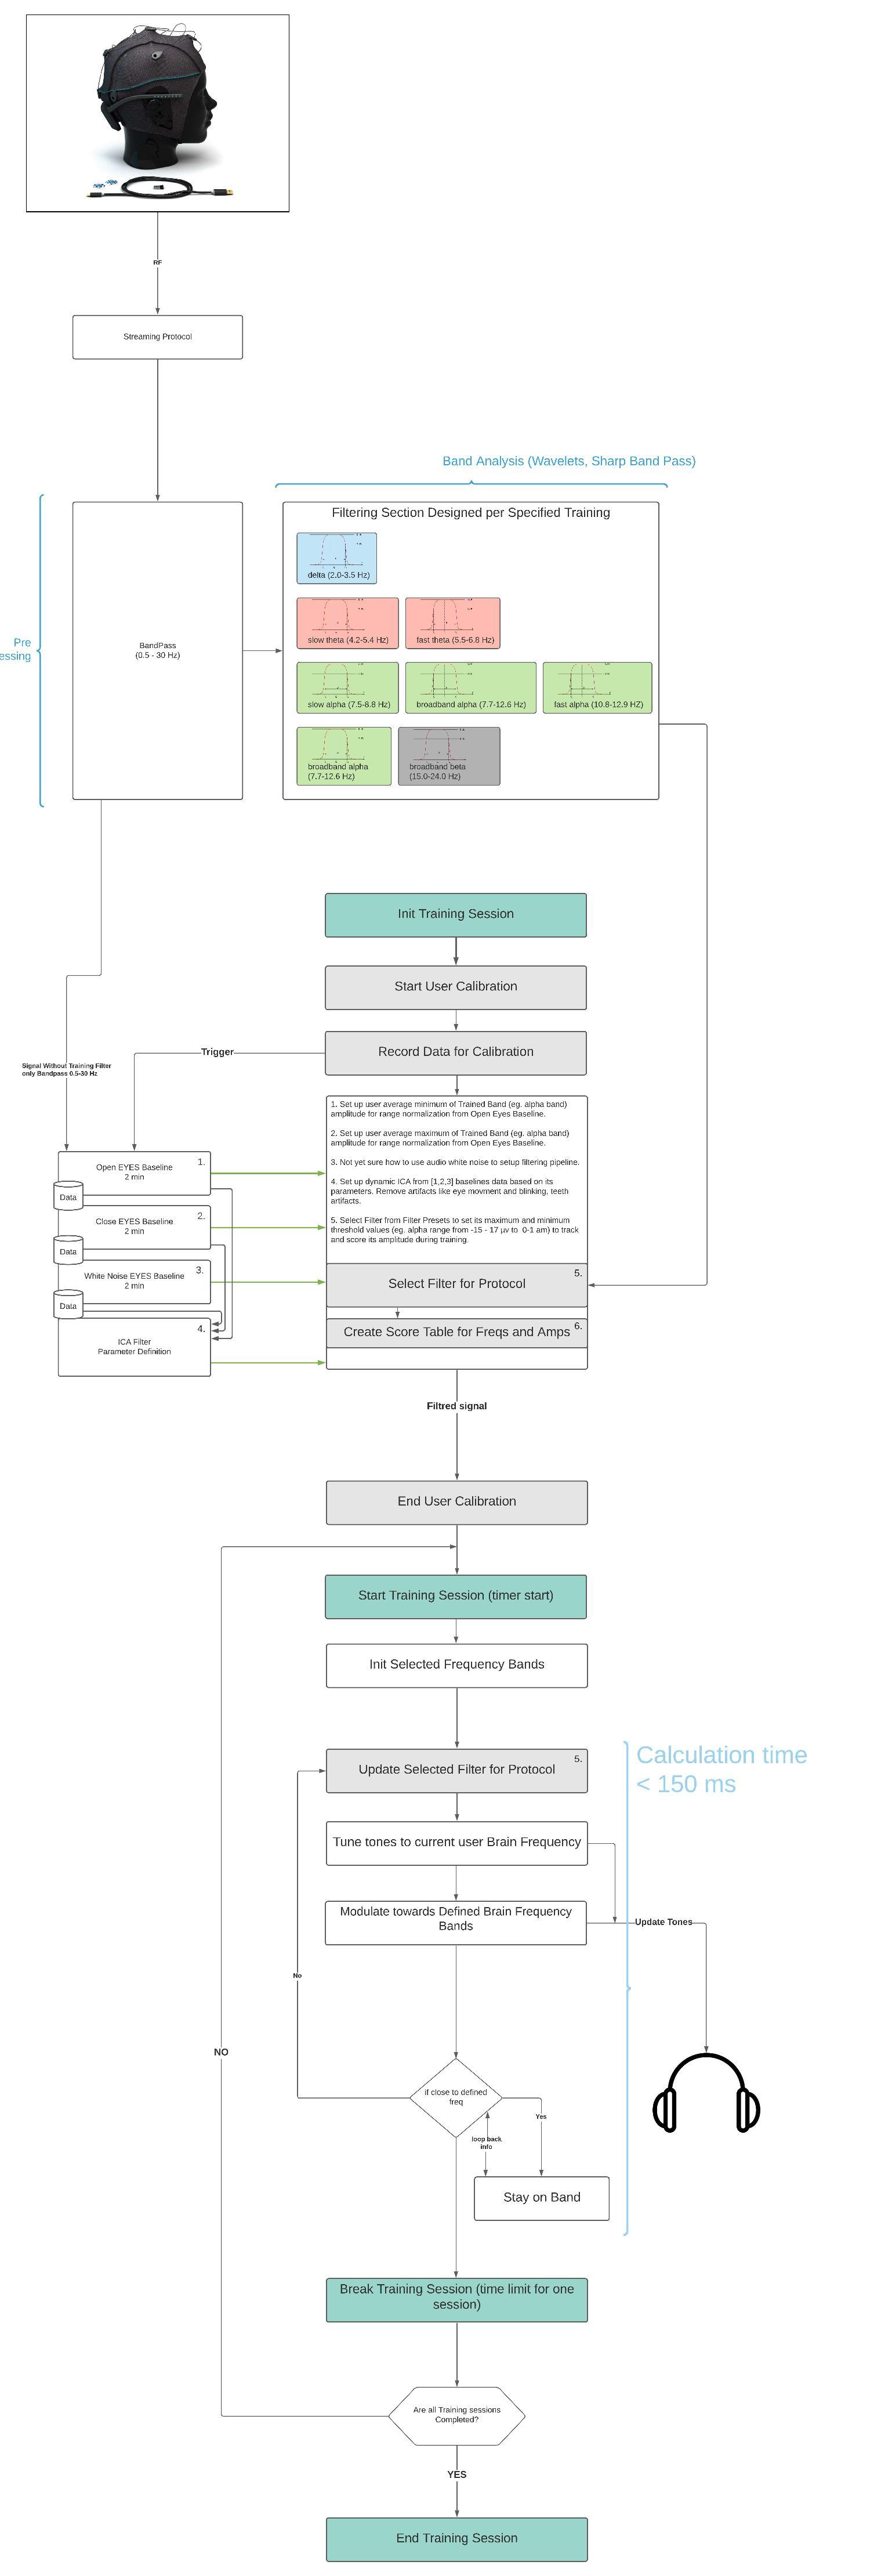 RF
Streaming Protocol
Band Analysis (Wavelets, Sharp Band Pass)
Pre
essing
BandPass
(0.5 - 30 Hz)
Filtering Section Designed per Specified Training
delta (2.0-3.5 Hz)
slow theta (4.2-5.4 Hz)
fast theta (5.5-6.8 Hz)
slow alpha (7.5-8.8 Hz)
broadband alpha (7.7-12.6 Hz)
fast alpha (10.8-12.9 HZ)
broadband alpha
(7.7-12.6 Hz)
broadband beta
(15.0-24.0 Hz)
Init Training Session
Start User Calibration
Record Data for Calibration
Trigger
Signal Without Training Filter
only Bandpass 0.5-30 Hz
1.
Open EYES Baseline
2 min
Data
2.
Close EYES Baseline
2 min
Data
3.
White Noise EYES Baseline
2 min
Data
4.
ICA Filter
Parameter Definition
1. Set up user average minimum of Trained Band (eg. alpha band)
amplitude for range normalization from Open Eyes Baseline.
2. Set up user average maximum of Trained Band (eg. alpha band)
amplitude for range normalization from Open Eyes Baseline.
3. Not yet sure how to use audio white noise to setup filtering pipeline.
4. Set up dynamic ICA from [1,2,3] baselines data based on its
parameters. Remove artifacts like eye movment and blinking, teeth
artifacts.
5. Select Filter from Filter Presets to set its maximum and minimum
threshold values (eg. alpha range from -15 - 17 µv to 0-1 am) to track
and score its amplitude during training.
5.
Select Filter for Protocol
6.
Create Score Table for Freqs and Amps
Filtred signal
End User Calibration
Start Training Session (timer start)
Init Selected Frequency Bands
Calculation time
< 150 ms
5.
Update Selected Filter for Protocol
Tune tones to current user Brain Frequency
Modulate towards Defined Brain Frequency
Bands
Update Tones
No
NO
if close to defined
freq
Yes
loop back
info
Stay on Band
Break Training Session (time limit for one
session)
Are all Training sessions
Completed?
YES
End Training Session